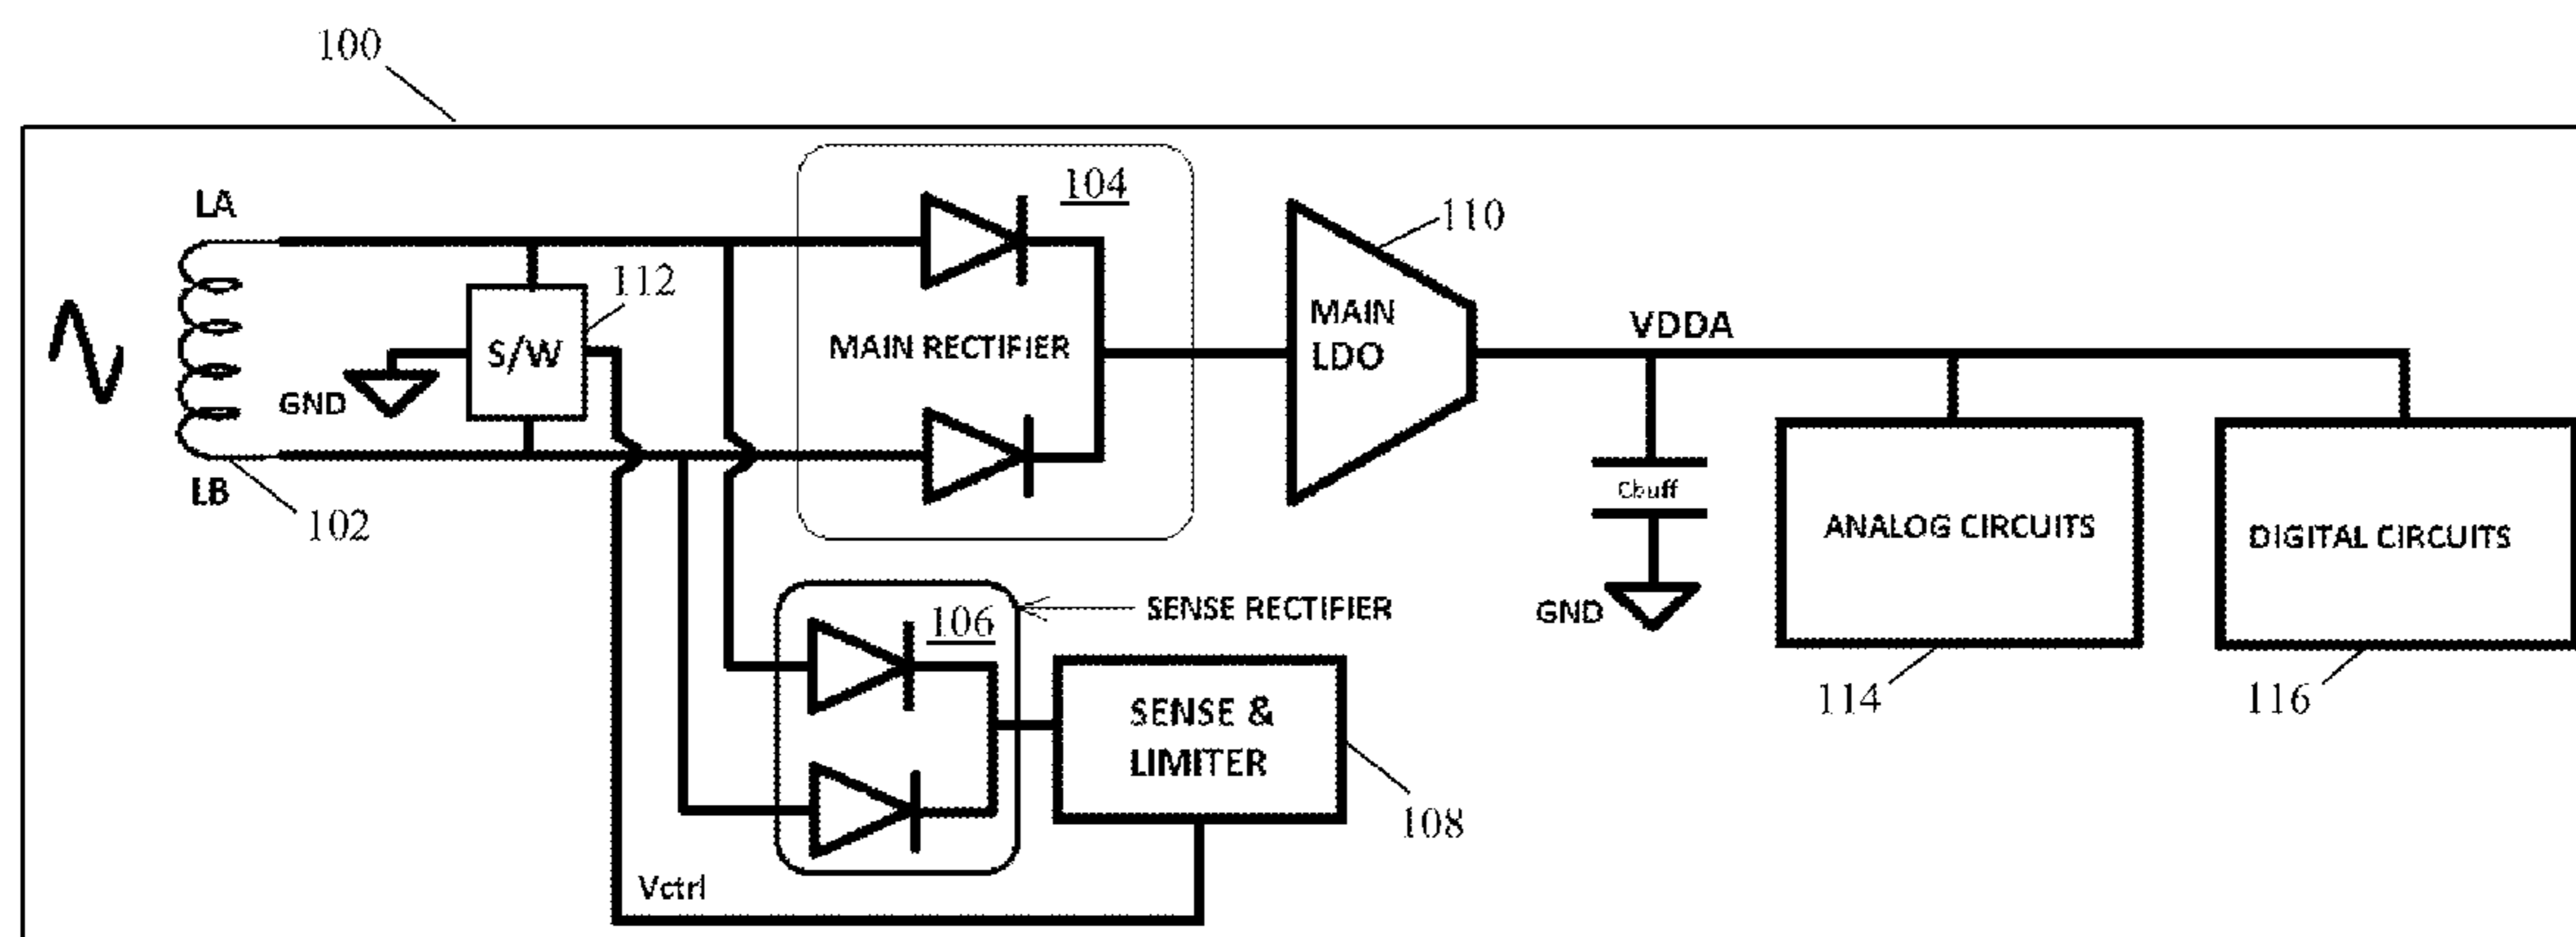 100
LA
104
110
112
S/W
MAIN RECTIFIER
MAIN
LDO
VDDA
GND
LB
102
Cbuff
ANALOG CIRCUITS
DIGITAL CIRCUITS
106
SENSE RECTIFIER
GND
SENSE &
LIMITER
114
116
108
Vctrl